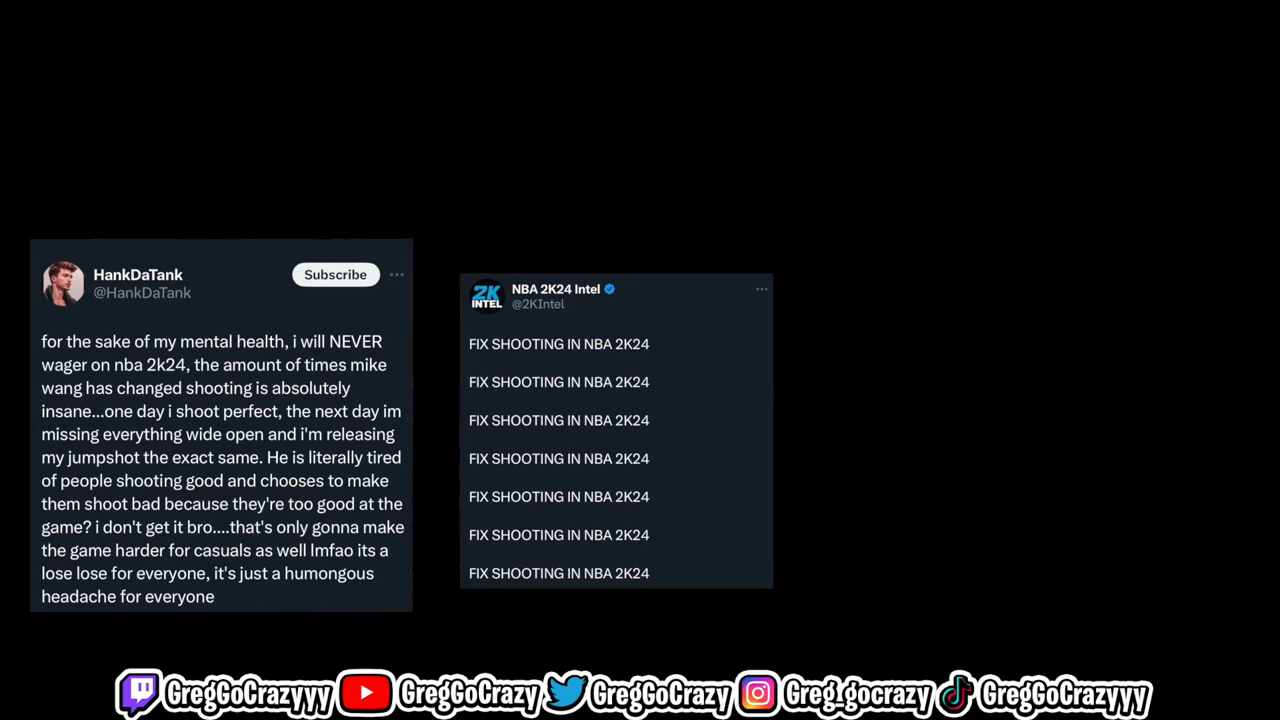 HankDaTank
@HankDaTank
Subscribe
for the sake of my mental health, i will NEVER
wager on nba 2k24, the amount of times mike
wang has changed shooting is absolutely
insane...one day i shoot perfect, the next day im
missing everything wide open and i'm releasing
my jumpshot the exact same. He is literally tired
of people shooting good and chooses to make
them shoot bad because they're too good at the
game? i don't get it bro....that's only gonna make
the game harder for casuals as well lmfao its a
lose lose for everyone, it's just a humongous
headache for everyone
2K
INTEL
NBA 2K24 Intel
@2KIntel
FIX SHOOTING IN NBA 2K24
FIX SHOOTING IN NBA 2K24
FIX SHOOTING IN NBA 2K24
FIX SHOOTING IN NBA 2K24
FIX SHOOTING IN NBA 2K24
FIX SHOOTING IN NBA 2K24
FIX SHOOTING IN NBA 2K24
GregGoCrazyyy GregGoCrazy GregGoCrazy Greg_gocrazy GregGoCrazyyy